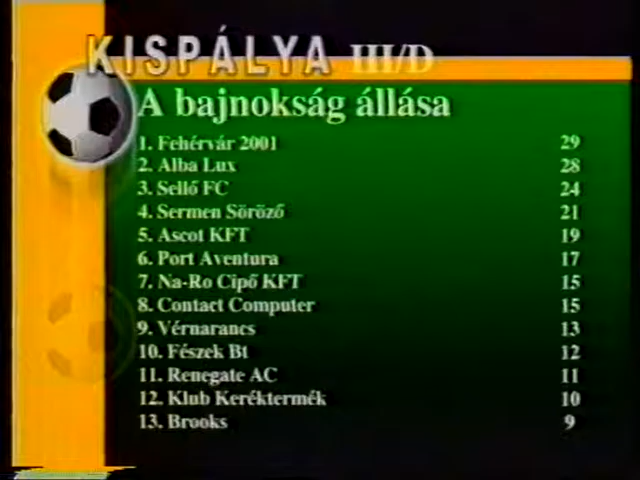 KISPÁLYA III/D
A bajnokság állása
1. Fehérvár 2001 29
2. Alba Lux 28
3. Sellő FC 24
4. Sermen Söröző 21
5. Ascot KFT 19
6. Port Aventura 17
7. Na-Ro Cipő KFT 15
8. Contact Computer 15
9. Vérnarancs 13
10. Fészek Bt 12
11. Renegate AC 11
12. Klub Keréktermék 10
13. Brooks 9